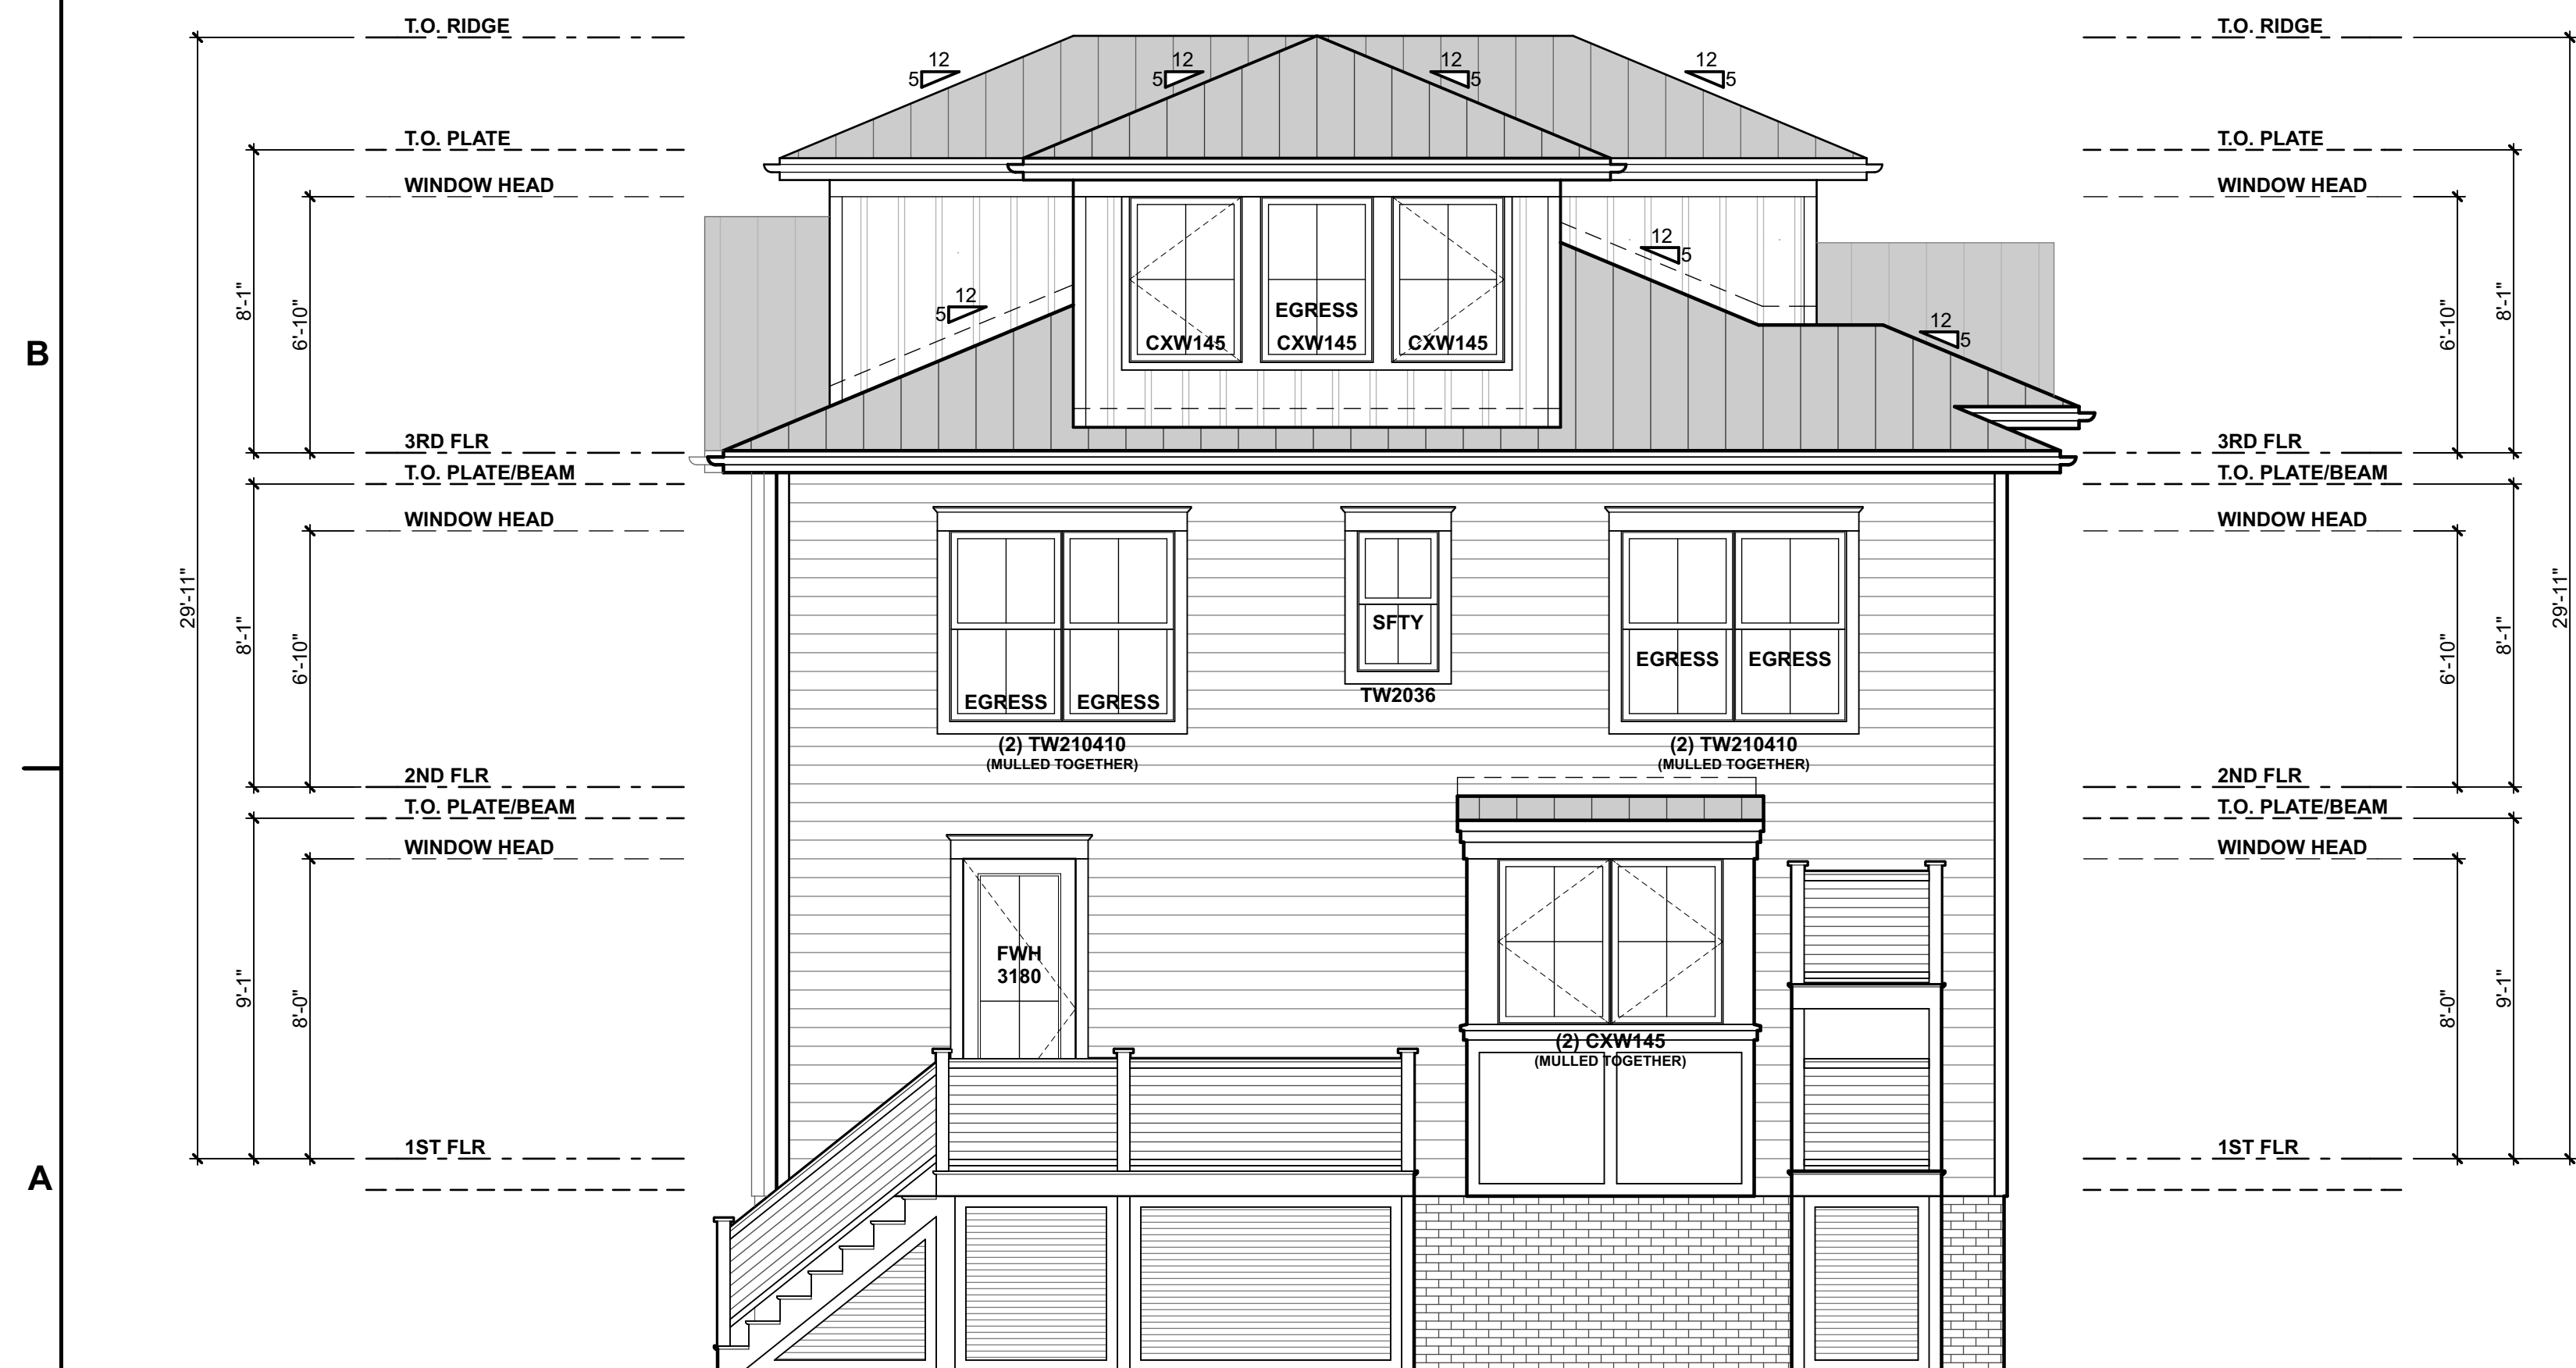 T.O. RIDGE
T.O. RIDGE
12
5
12
5
12
5
12
5
T.O. PLATE
T.O. PLATE
WINDOW HEAD
WINDOW HEAD
12
5
12
5
12
5
8'-1"
6'-10"
EGRESS
CXW145
CXW145
CXW145
6'-10"
8'-1"
B
3RD FLR
3RD FLR
T.O. PLATE/BEAM
T.O. PLATE/BEAM
WINDOW HEAD
WINDOW HEAD
29'-11"
8'-1"
6'-10"
SFTY
EGRESS
EGRESS
EGRESS
EGRESS
TW2036
(2) TW210410
(MULLED TOGETHER)
(2) TW210410
(MULLED TOGETHER)
6'-10"
8'-1"
29'-11"
2ND FLR
2ND FLR
T.O. PLATE/BEAM
T.O. PLATE/BEAM
WINDOW HEAD
WINDOW HEAD
9'-1"
8'-0"
FWH
3180
(2) CXW145
(MULLED TOGETHER)
8'-0"
9'-1"
1ST FLR
1ST FLR
A